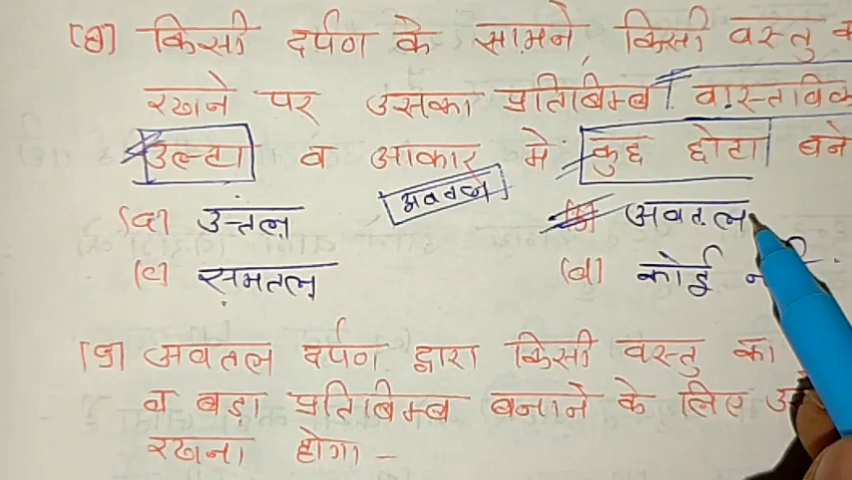 (8) किसी दर्पण के सामने, किसी वस्तु क
रखने पर उसका प्रतिबिम्ब वास्तविक
उल्टा व आकार में कुछ छोटा बने
अवतल
(a) उत्तल (b) अवतल
(c) समतल (d) कोई
(9) अवतल दर्पण द्वारा किसी वस्तु का
व बड़ा प्रतिबिम्ब बनाने के लिए उ
रखना होगा -